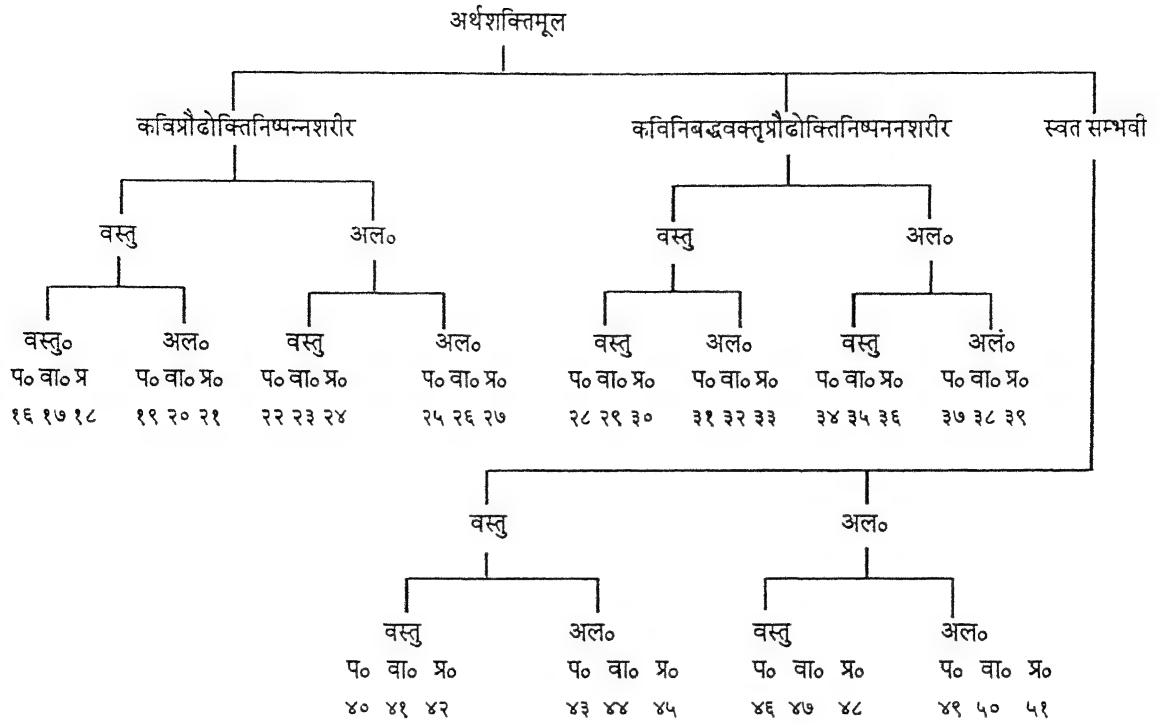 अर्थशक्तिमूल
कविप्रौढोक्तिनिष्पन्नशरीर कविनिबद्धवक्तृप्रौढोक्तिनिष्पननशरीर स्वत सम्भवी
वस्तु अल० वस्तु अल०
वस्तु० अल० वस्तु अल० वस्तु अल० वस्तु अलं०
प० वा० प्र प० वा० प्र० प० वा० प्र० प० वा० प्र० प० वा० प्र० प० वा० प्र० प० वा० प्र० प० वा० प्र०
१६ १७ १८ १९ २० २१ २२ २३ २४ २५ २६ २७ २८ २९ ३० ३१ ३२ ३३ ३४ ३५ ३६ ३७ ३८ ३९
वस्तु अल०
वस्तु अल० वस्तु अल०
प० वा० प्र० प० वा० प्र० प० वा० प्र० प० वा० प्र०
४० ४१ ४२ ४३ ४४ ४५ ४६ ४७ ४८ ४९ ५० ५१